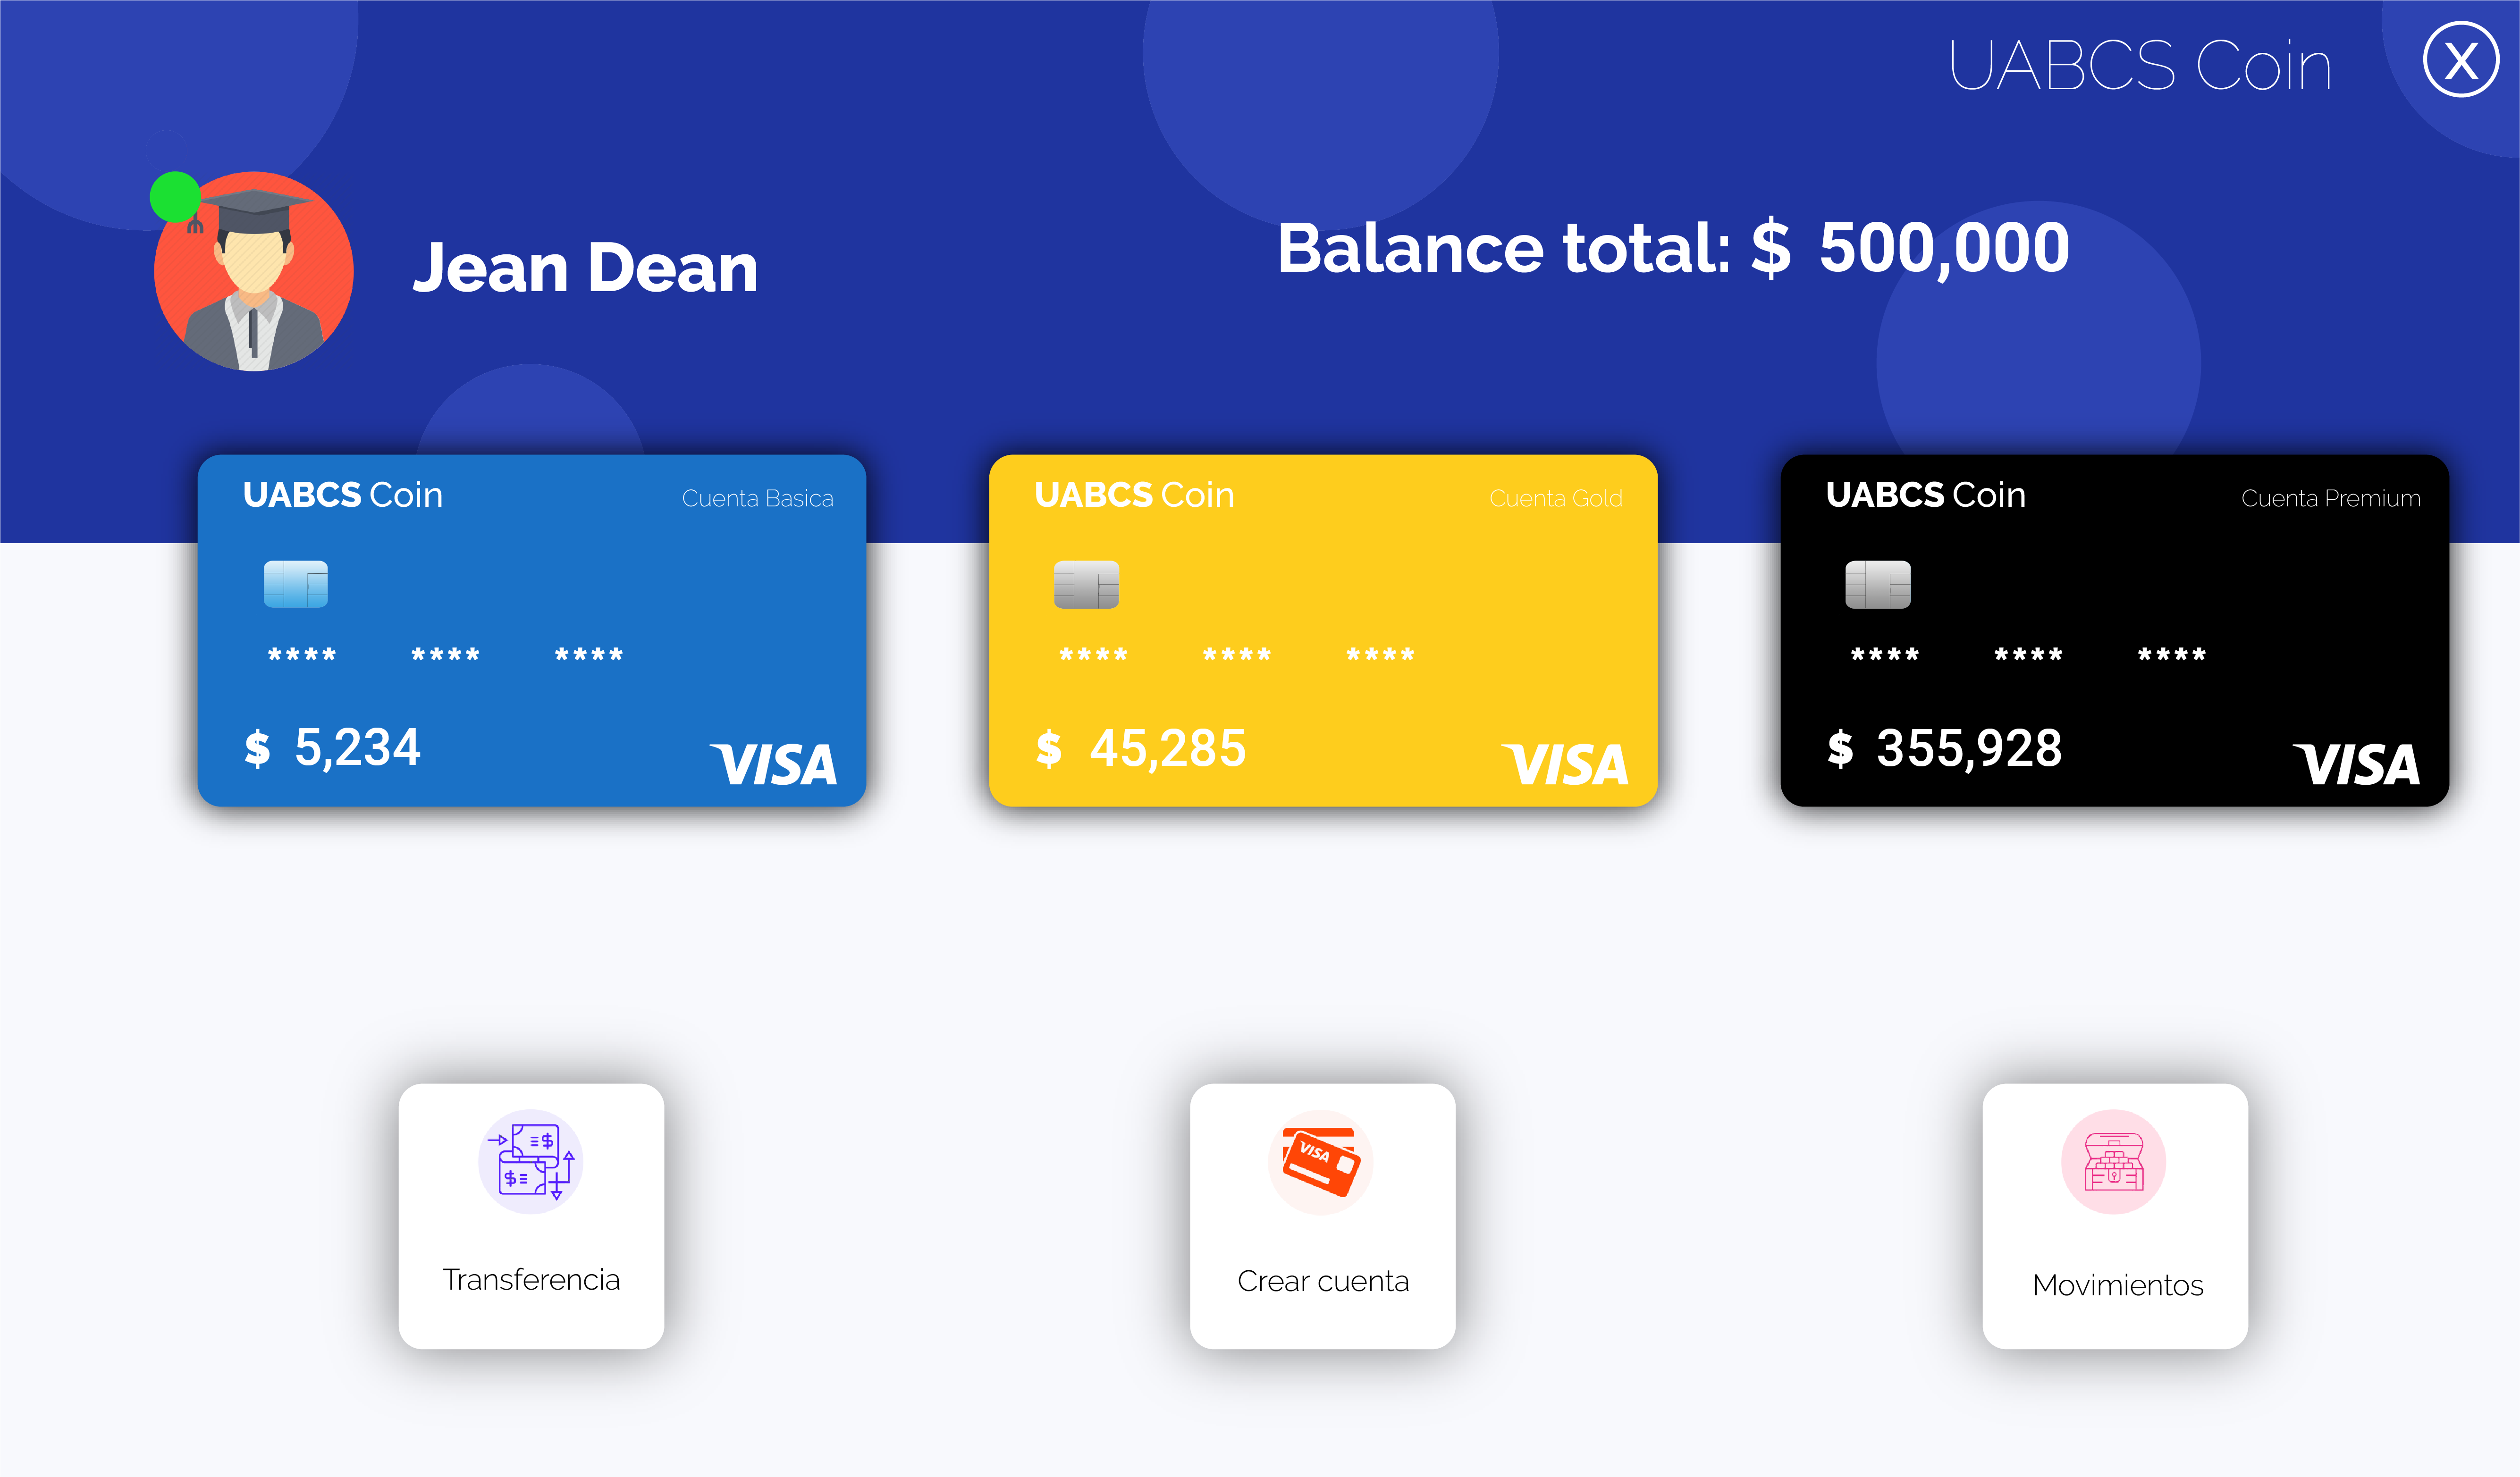 UABCS Coin
X
Jean Dean
Balance total: $ 500,000
UABCS Coin
Cuenta Basica
**** **** ****
$ 5,234
VISA
UABCS Coin
Cuenta Gold
**** **** ****
$ 45,285
VISA
UABCS Coin
Cuenta Premium
**** **** ****
$ 355,928
VISA
$
$
Transferencia
VISA
Crear cuenta
Movimientos